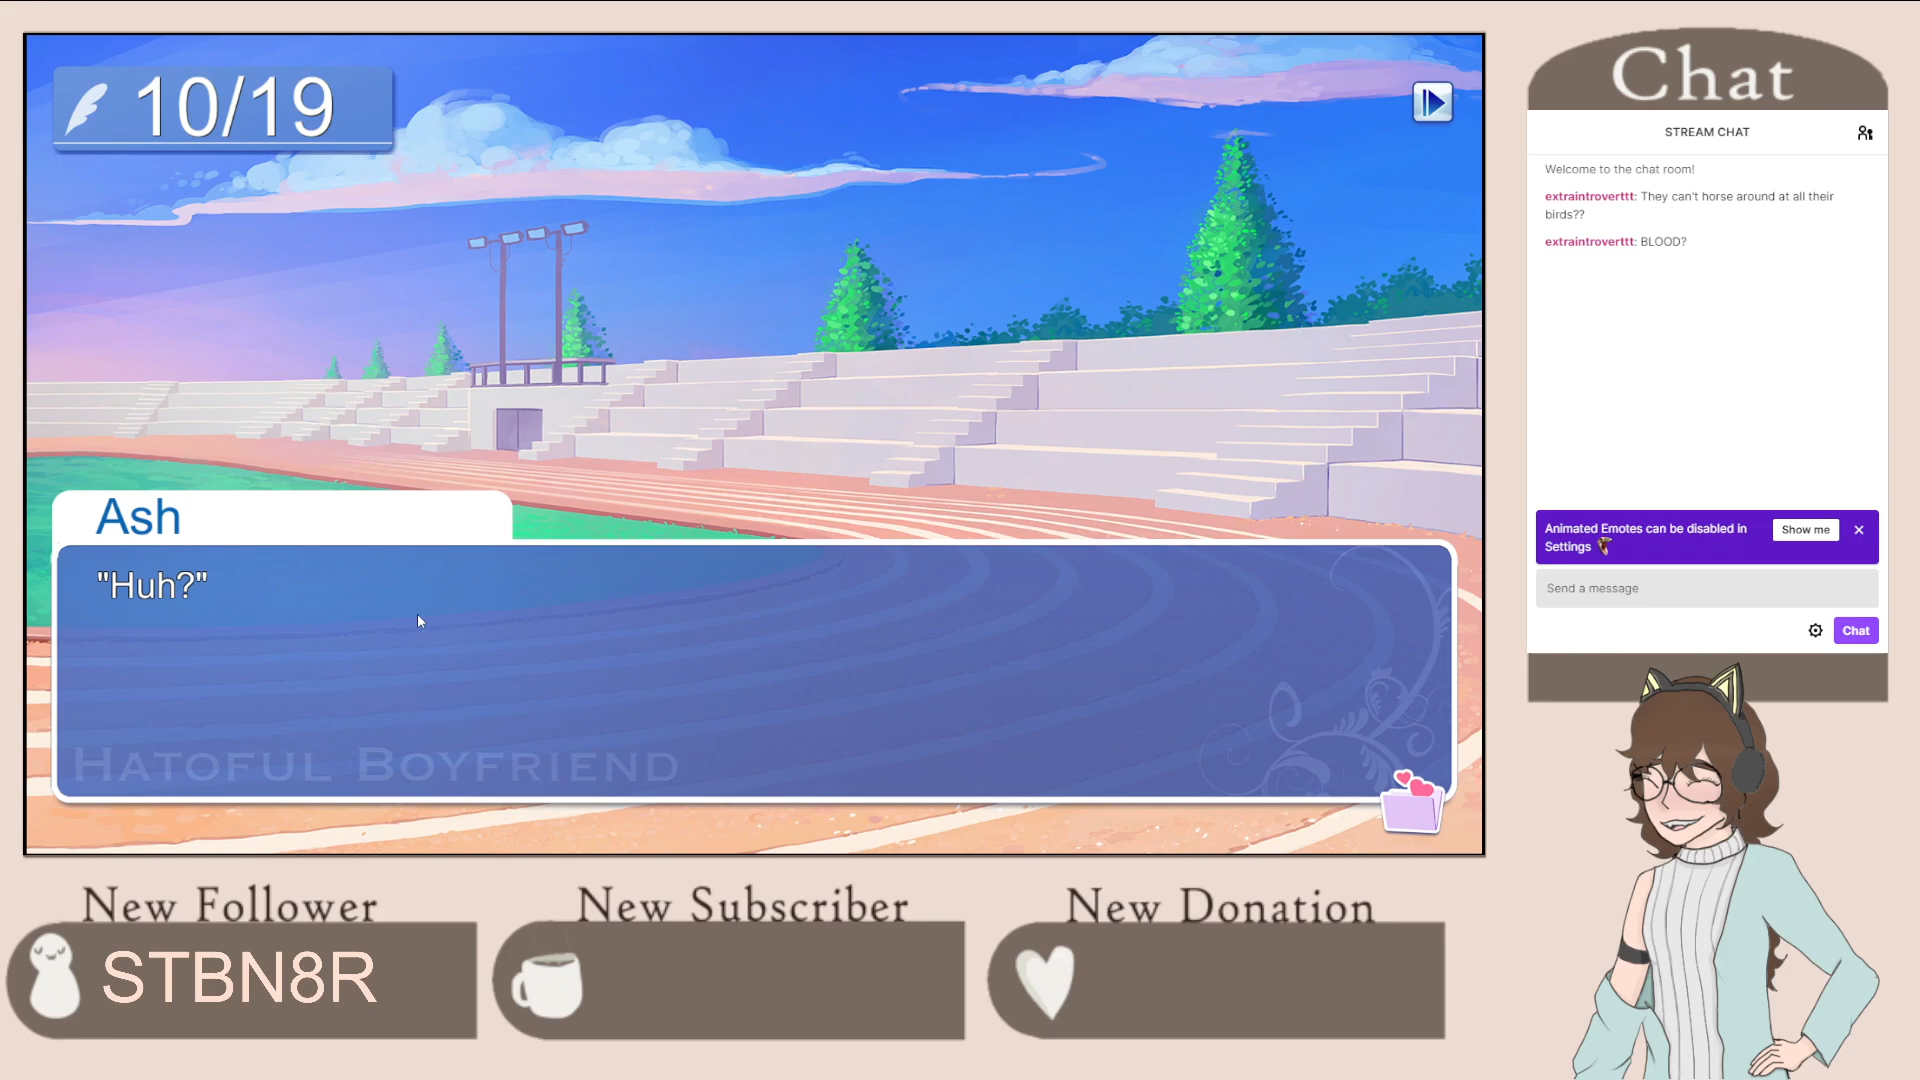 10/19
Ash
"Huh?"
HATOFUL BOYFRIEND
Chat
STREAM CHAT
Welcome to the chat room!
extraintroverttt: They can't horse around at all their
birds??
extraintroverttt: BLOOD?
Animated Emotes can be disabled in
Settings
Show me
Send a message
Chat
New Follower
STBN8R
New Subscriber
New Donation